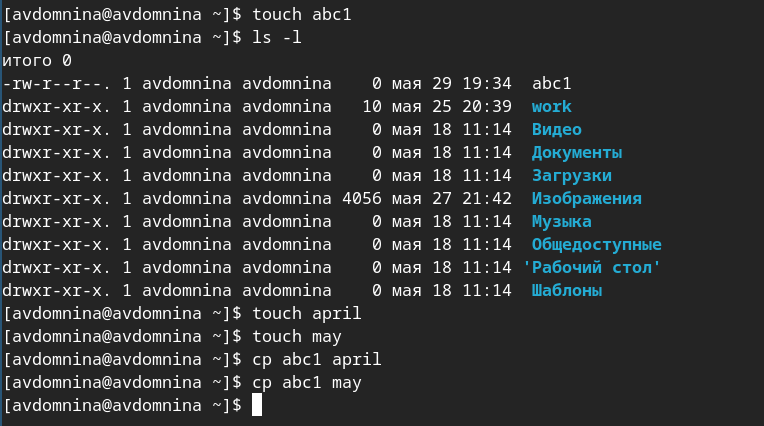 [avdomnina@avdomnina ~]$ touch abc1
[avdomnina@avdomnina ~]$ ls -l
итого 0
-rw-r--r--. 1 avdomnina avdomnina    0 мая 29 19:34  abc1
drwxr-xr-x. 1 avdomnina avdomnina   10 мая 25 20:39  work
drwxr-xr-x. 1 avdomnina avdomnina    0 мая 18 11:14  Видео
drwxr-xr-x. 1 avdomnina avdomnina    0 мая 18 11:14  Документы
drwxr-xr-x. 1 avdomnina avdomnina    0 мая 18 11:14  Загрузки
drwxr-xr-x. 1 avdomnina avdomnina 4056 мая 27 21:42  Изображения
drwxr-xr-x. 1 avdomnina avdomnina    0 мая 18 11:14  Музыка
drwxr-xr-x. 1 avdomnina avdomnina    0 мая 18 11:14  Общедоступные
drwxr-xr-x. 1 avdomnina avdomnina    0 мая 18 11:14 'Рабочий стол'
drwxr-xr-x. 1 avdomnina avdomnina    0 мая 18 11:14  Шаблоны
[avdomnina@avdomnina ~]$ touch april
[avdomnina@avdomnina ~]$ touch may
[avdomnina@avdomnina ~]$ cp abc1 april
[avdomnina@avdomnina ~]$ cp abc1 may
[avdomnina@avdomnina ~]$